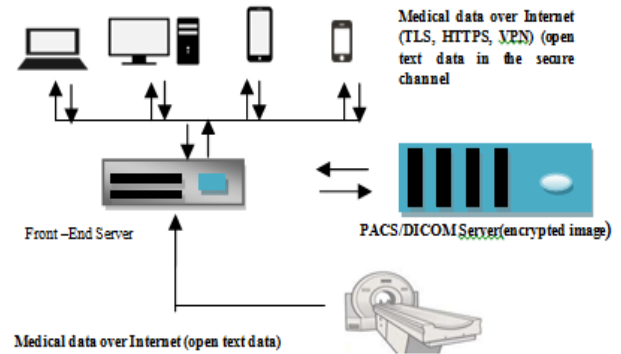 Medical data over Internet
(TLS, HTTPS, VPN) (open
text data in the secure
channel
Front –End Server
PACS/DICOM Server(encrypted image)
Medical data over Internet (open text data)